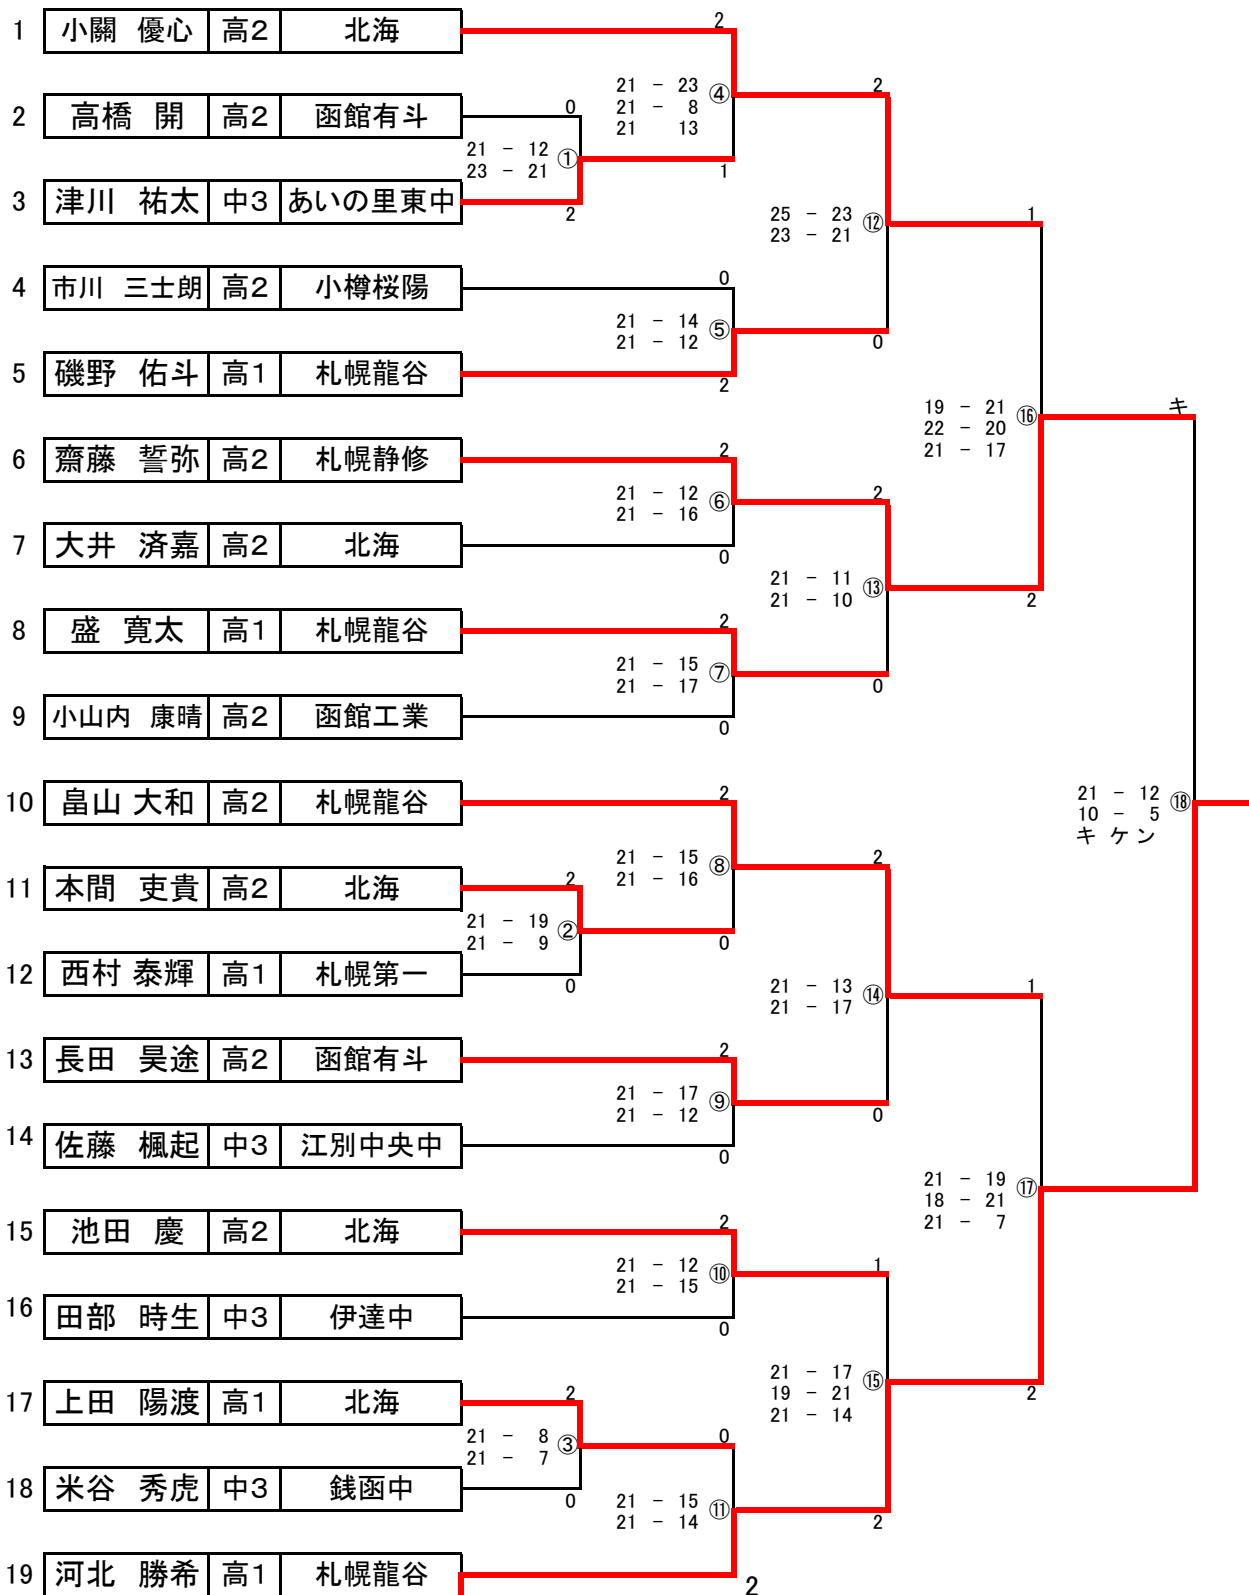 1 小關 優心 高2 北海
2 高橋 開 高2 函館有斗
3 津川 祐太 中3 あいの里東中
4 市川 三士朗 高2 小樽桜陽
5 磯野 佑斗 高1 札幌龍谷
6 齋藤 誓弥 高2 札幌静修
7 大井 済嘉 高2 北海
8 盛 寛太 高1 札幌龍谷
9 小山内 康晴 高2 函館工業
10 畠山 大和 高2 札幌龍谷
11 本間 吏貴 高2 北海
12 西村 泰輝 高1 札幌第一
13 長田 昊途 高2 函館有斗
14 佐藤 楓起 中3 江別中央中
15 池田 慶 高2 北海
16 田部 時生 中3 伊達中
17 上田 陽渡 高1 北海
18 米谷 秀虎 中3 銭函中
19 河北 勝希 高1 札幌龍谷
0
21 - 12 ①
23 - 21
2
2
21 - 19 ②
21 - 9
0
2
21 - 8 ③
21 - 7
0
2
21 - 23 ④
21 - 8
21 13
1
0
21 - 14 ⑤
21 - 12
2
2
21 - 12 ⑥
21 - 16
0
2
21 - 15 ⑦
21 - 17
0
2
21 - 15 ⑧
21 - 16
0
2
21 - 17 ⑨
21 - 12
0
2
21 - 12 ⑩
21 - 15
0
0
21 - 15 ⑪
21 - 14
2
2
25 - 23 ⑫
23 - 21
0
2
21 - 11 ⑬
21 - 10
0
2
21 - 13 ⑭
21 - 17
0
1
21 - 17 ⑮
19 - 21
21 - 14
2
1
19 - 21 ⑯
22 - 20
21 - 17
2
1
21 - 19 ⑰
18 - 21
21 - 7
2
キ
21 - 12 ⑱
10 - 5
キ ケン